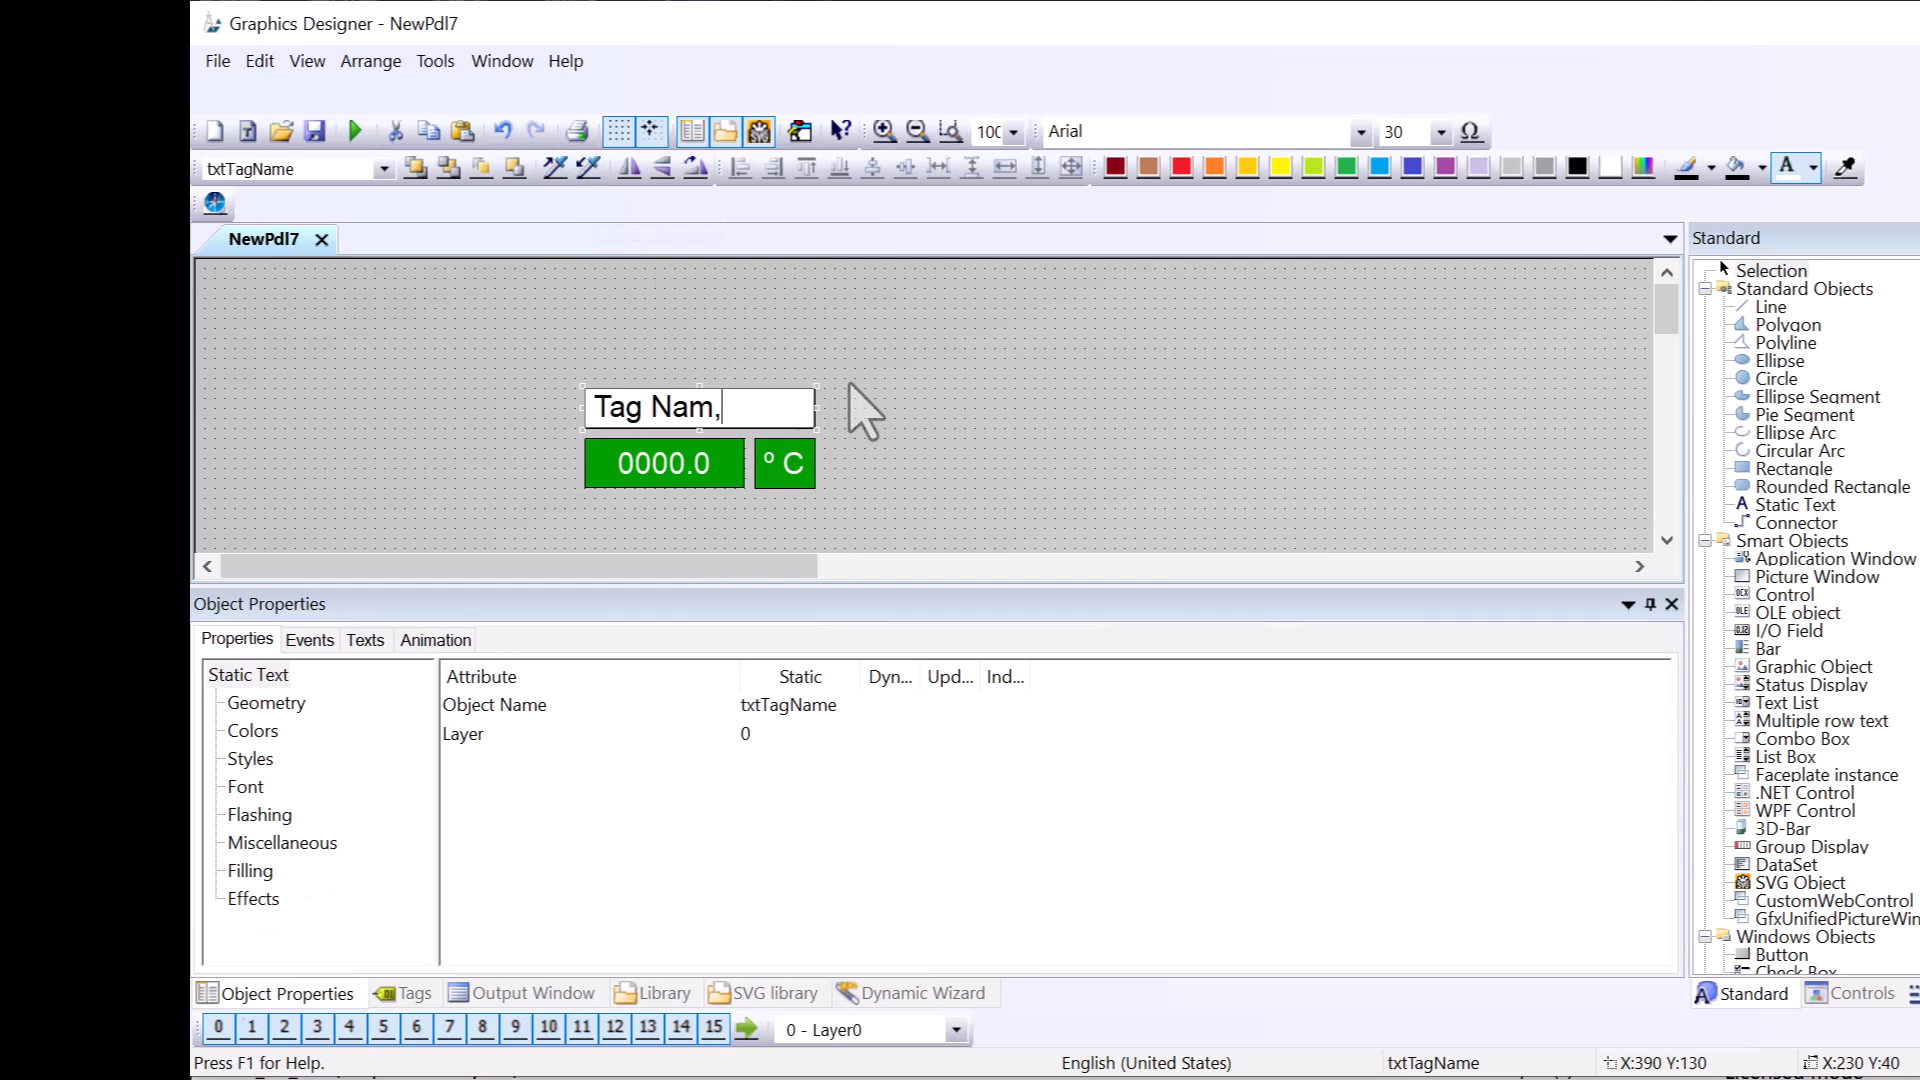 Graphics Designer - NewPdl7
File Edit View Arrange Tools Window Help
100 Arial 30 Ω
txtTagName A
NewPdl7
Standard
Selection
Standard Objects
Line
Polygon
Polyline
Ellipse
Circle
Ellipse Segment
Pie Segment
Ellipse Arc
Circular Arc
Rectangle
Rounded Rectangle
Static Text
Connector
Smart Objects
Application Window
Picture Window
Control
OLE object
I/O Field
Bar
Graphic Object
Status Display
Text List
Multiple row text
Combo Box
List Box
Faceplate instance
.NET Control
WPF Control
3D-Bar
Group Display
DataSet
SVG Object
CustomWebControl
GfxUnifiedPictureWin
Windows Objects
Button
Check Box
Standard Controls
Tag Nam,
0000.0 º C
Object Properties
Properties Events Texts Animation
Static Text
Geometry
Colors
Styles
Font
Flashing
Miscellaneous
Filling
Effects
Attribute Static Dyn... Upd... Ind...
Object Name txtTagName
Layer 0
Object Properties Tags Output Window Library SVG library Dynamic Wizard
0 1 2 3 4 5 6 7 8 9 10 11 12 13 14 15 0 - Layer0
Press F1 for Help. English (United States) txtTagName X:390 Y:130 X:230 Y:40